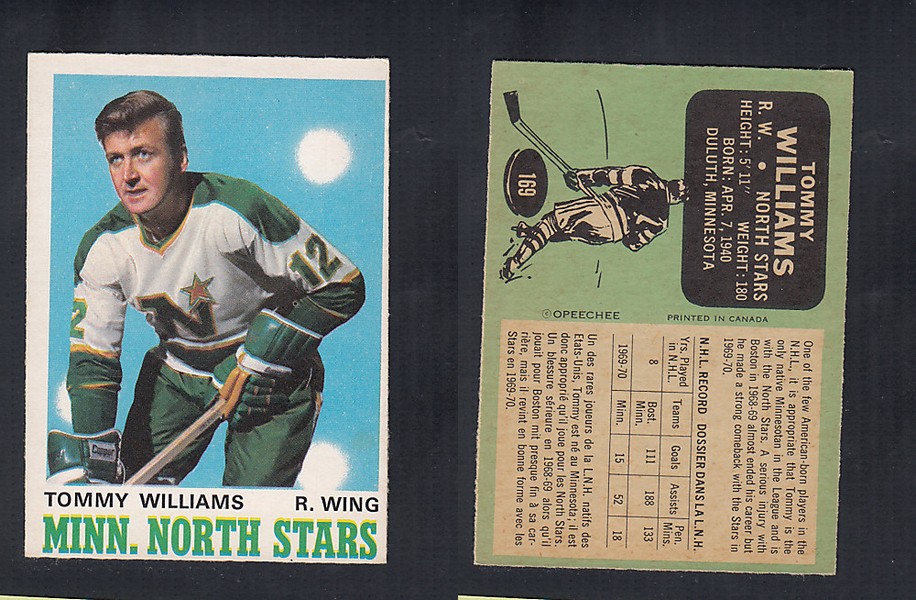 12
2
N
Cooper
TOMMY WILLIAMS R. WING
MINN. NORTH STARS
169
TOMMY
WILLIAMS
R. W. • NORTH STARS
HEIGHT: 5' 11" WEIGHT: 180
BORN: APR. 7, 1940
DULUTH, MINNESOTA
© OPEECHEE PRINTED IN CANADA
One of the few American-born players in the
N.H.L., it is appropriate that Tommy is the
only native Minnesotan in the League and is
with the North Stars. A serious injury with
Boston in 1968-69 almost ended his career but
he made a strong comeback with the Stars in
1969-70.
N.H.L. RECORD DOSSIER DANS LA L.N.H.
Yrs. Played in N.H.L. Teams Goals Assists Pen. Mins.
8 Bost. Minn. 111 188 133
1969-70 Minn. 15 52 18
Un des rares joueurs de la L.N.H. natifs des
Etats-Unis, Tommy est né au Minnesota; il est
donc approprié qu'il joue pour les North Stars.
Un blessure sérieure en 1968-69 alors qu'il
jouait pour Boston mit presque fin à sa car-
rière, mais il revint en bonne forme avec les
Stars en 1969-70.